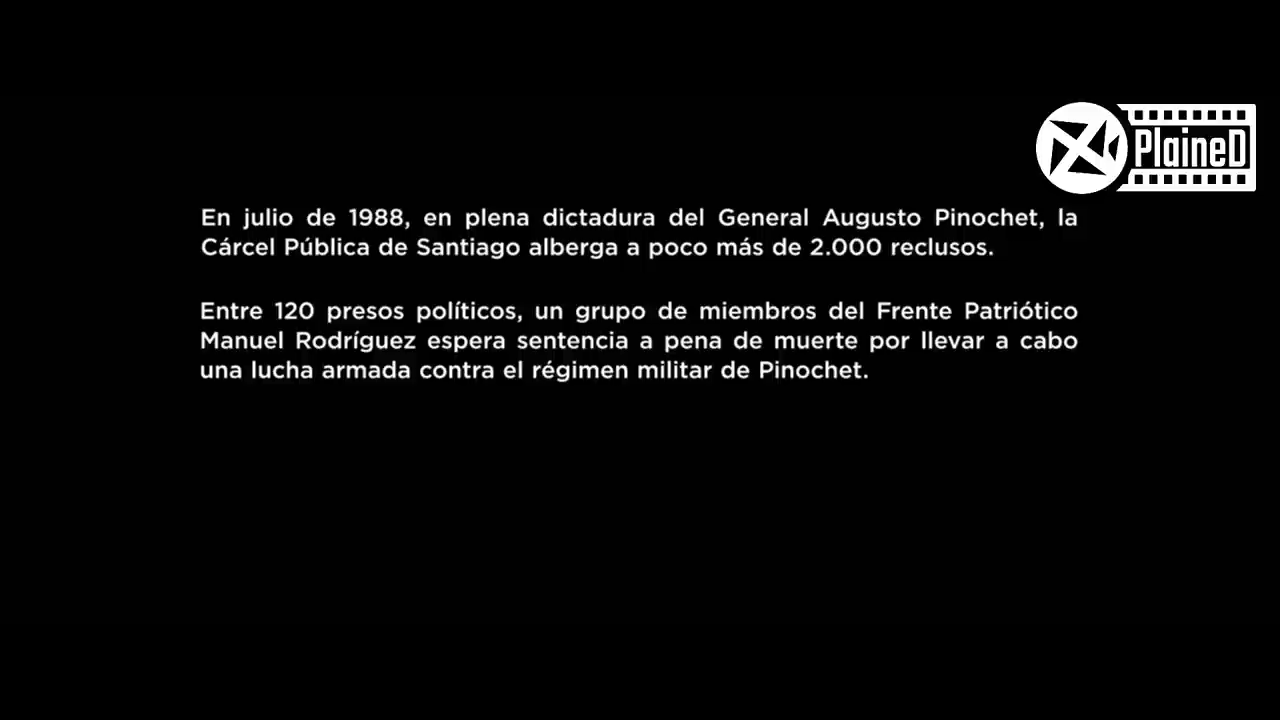 PlaineD
En julio de 1988, en plena dictadura del General Augusto Pinochet, la
Cárcel Pública de Santiago alberga a poco más de 2.000 reclusos.
Entre 120 presos políticos, un grupo de miembros del Frente Patriótico
Manuel Rodríguez espera sentencia a pena de muerte por llevar a cabo
una lucha armada contra el régimen militar de Pinochet.